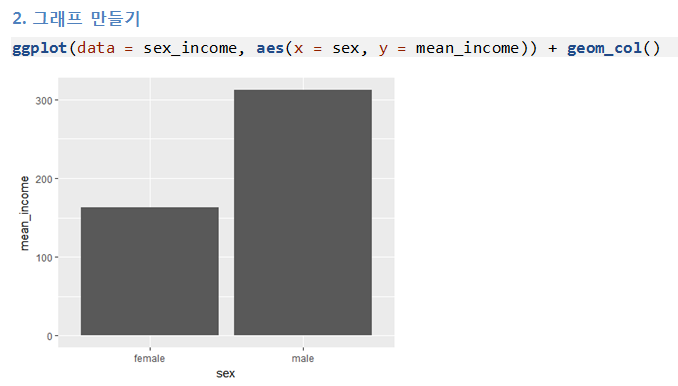 2. 그래프 만들기
ggplot(data = sex_income, aes(x = sex, y = mean_income)) + geom_col()
300
200
100
0
mean_income
female male
sex